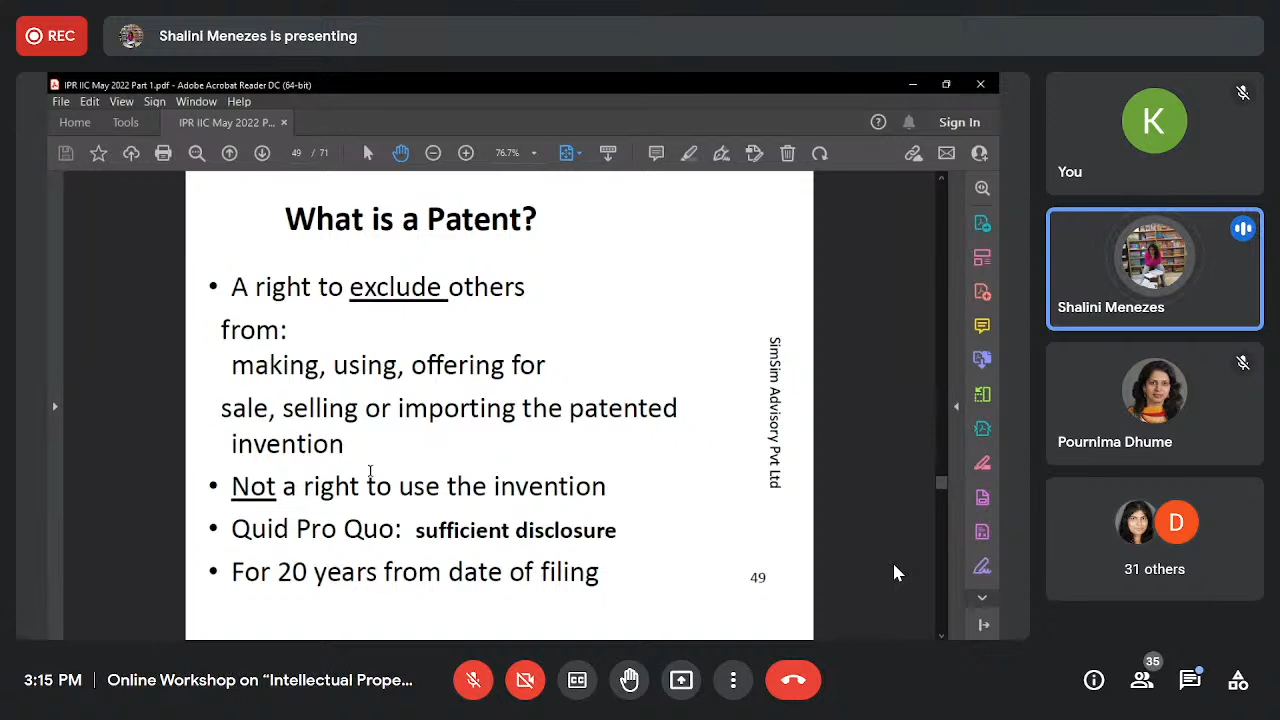 REC
Shalini Menezes is presenting
IPR IIC May 2022 Part 1.pdf - Adobe Acrobat Reader DC (64-bit)
File Edit View Sign Window Help
Home Tools IPR IIC May 2022 P... × Sign In
49 / 71 76.7%
What is a Patent?
• A right to exclude others
from:
making, using, offering for
sale, selling or importing the patented
invention
• Not a right to use the invention
• Quid Pro Quo: sufficient disclosure
• For 20 years from date of filing
49
SimSim Advisory Pvt Ltd
K
You
Shalini Menezes
Pournima Dhume
D
31 others
3:15 PM | Online Workshop on “Intellectual Prope...
35